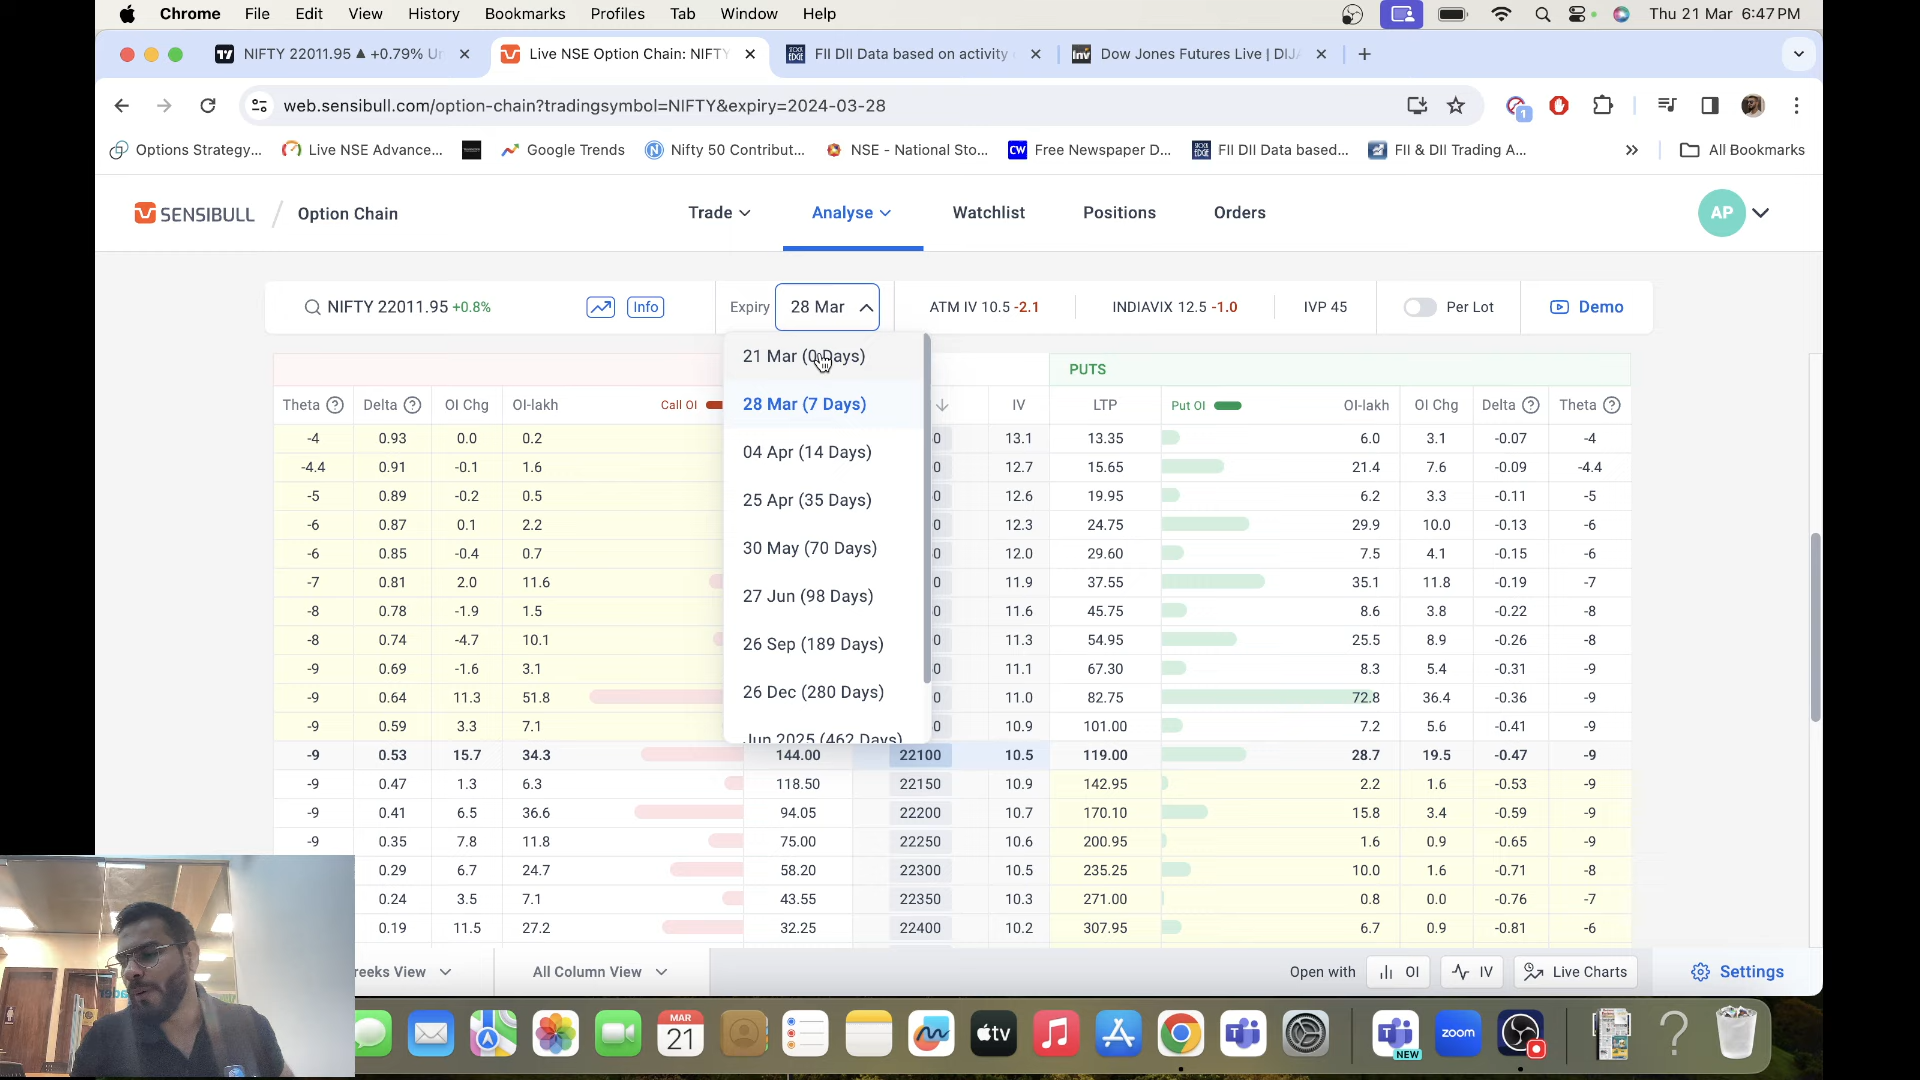 Chrome File Edit View History Bookmarks Profiles Tab Window Help Thu 21 Mar 6:47 PM
NIFTY 22011.95 ▲ +0.79% Un Live NSE Option Chain: NIFTY FII DII Data based on activity Dow Jones Futures Live | DIJA
web.sensibull.com/option-chain?tradingsymbol=NIFTY&expiry=2024-03-28 1
Options Strategy... Live NSE Advance... Google Trends Nifty 50 Contribut... NSE - National Sto... CW Free Newspaper D... FII DII Data based... FII & DII Trading A... » All Bookmarks
SENSIBULL / Option Chain Trade Analyse Watchlist Positions Orders AP
NIFTY 22011.95 +0.8% Info Expiry 28 Mar ATM IV 10.5 -2.1 INDIAVIX 12.5 -1.0 IVP 45 Per Lot Demo
21 Mar (0 Days)
28 Mar (7 Days)
04 Apr (14 Days)
25 Apr (35 Days)
30 May (70 Days)
27 Jun (98 Days)
26 Sep (189 Days)
26 Dec (280 Days)
Jun 2025 (462 Days)
PUTS
Theta Delta OI Chg OI-lakh Call OI IV LTP Put OI OI-lakh OI Chg Delta Theta
-4 0.93 0.0 0.2 0 13.1 13.35 6.0 3.1 -0.07 -4
-4.4 0.91 -0.1 1.6 0 12.7 15.65 21.4 7.6 -0.09 -4.4
-5 0.89 -0.2 0.5 0 12.6 19.95 6.2 3.3 -0.11 -5
-6 0.87 0.1 2.2 0 12.3 24.75 29.9 10.0 -0.13 -6
-6 0.85 -0.4 0.7 0 12.0 29.60 7.5 4.1 -0.15 -6
-7 0.81 2.0 11.6 0 11.9 37.55 35.1 11.8 -0.19 -7
-8 0.78 -1.9 1.5 0 11.6 45.75 8.6 3.8 -0.22 -8
-8 0.74 -4.7 10.1 0 11.3 54.95 25.5 8.9 -0.26 -8
-9 0.69 -1.6 3.1 0 11.1 67.30 8.3 5.4 -0.31 -9
-9 0.64 11.3 51.8 0 11.0 82.75 72.8 36.4 -0.36 -9
-9 0.59 3.3 7.1 0 10.9 101.00 7.2 5.6 -0.41 -9
-9 0.53 15.7 34.3 144.00 22100 10.5 119.00 28.7 19.5 -0.47 -9
-9 0.47 1.3 6.3 118.50 22150 10.9 142.95 2.2 1.6 -0.53 -9
-9 0.41 6.5 36.6 94.05 22200 10.7 170.10 15.8 3.4 -0.59 -9
-9 0.35 7.8 11.8 75.00 22250 10.6 200.95 1.6 0.9 -0.65 -9
0.29 6.7 24.7 58.20 22300 10.5 235.25 10.0 1.6 -0.71 -8
0.24 3.5 7.1 43.55 22350 10.3 271.00 0.8 0.0 -0.76 -7
0.19 11.5 27.2 32.25 22400 10.2 307.95 6.7 0.9 -0.81 -6
reeks View All Column View Open with OI IV Live Charts Settings
MAR
21
tv
zoom
NEW